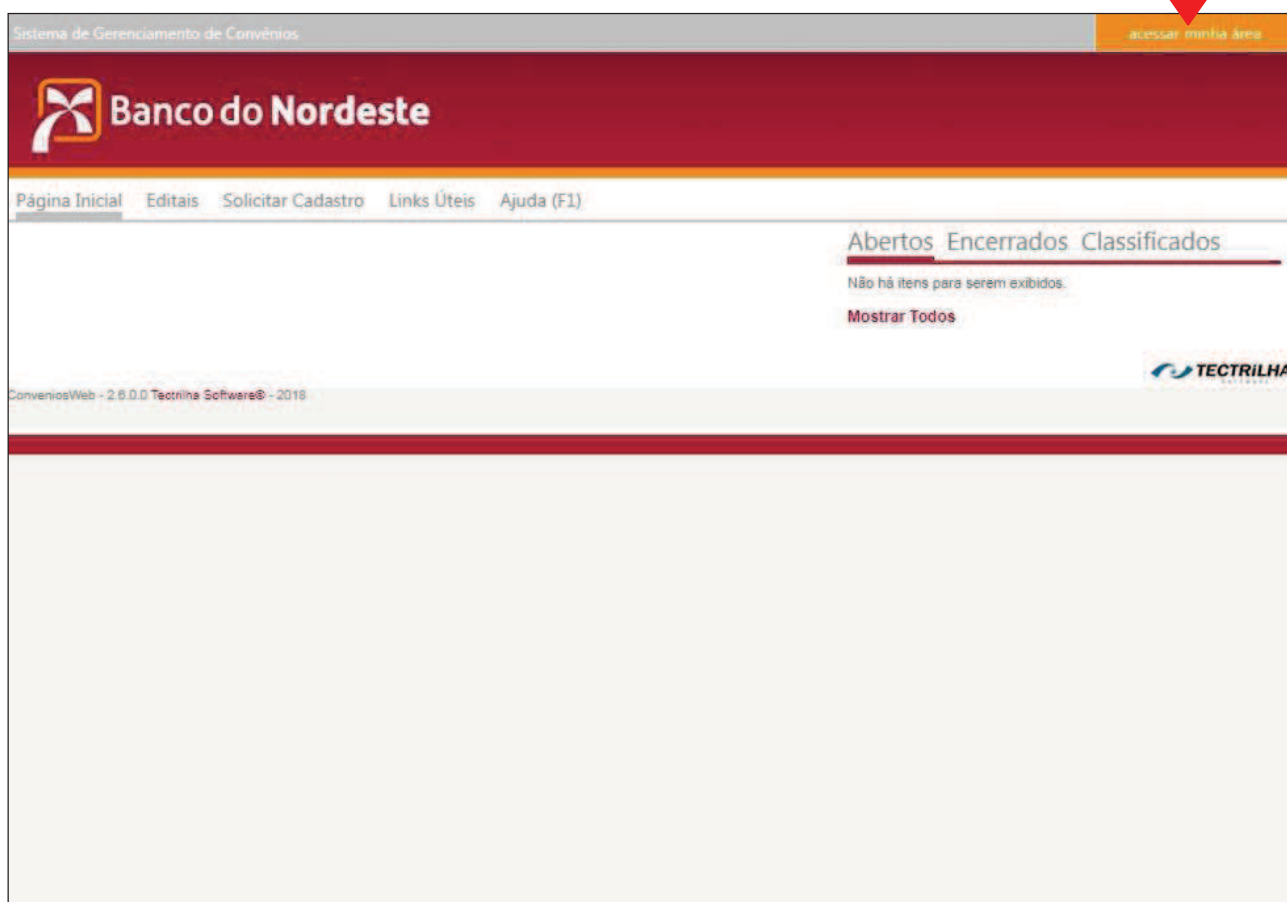 Sistema de Gerenciamento de Convênios
acessar minha área
Banco do Nordeste
Página Inicial Editais Solicitar Cadastro Links Úteis Ajuda (F1)
Abertos Encerrados Classificados
Não há itens para serem exibidos.
Mostrar Todos
TECTRILHA
ConveniosWeb - 2.6.0.0 Tectrilha Software® - 2018